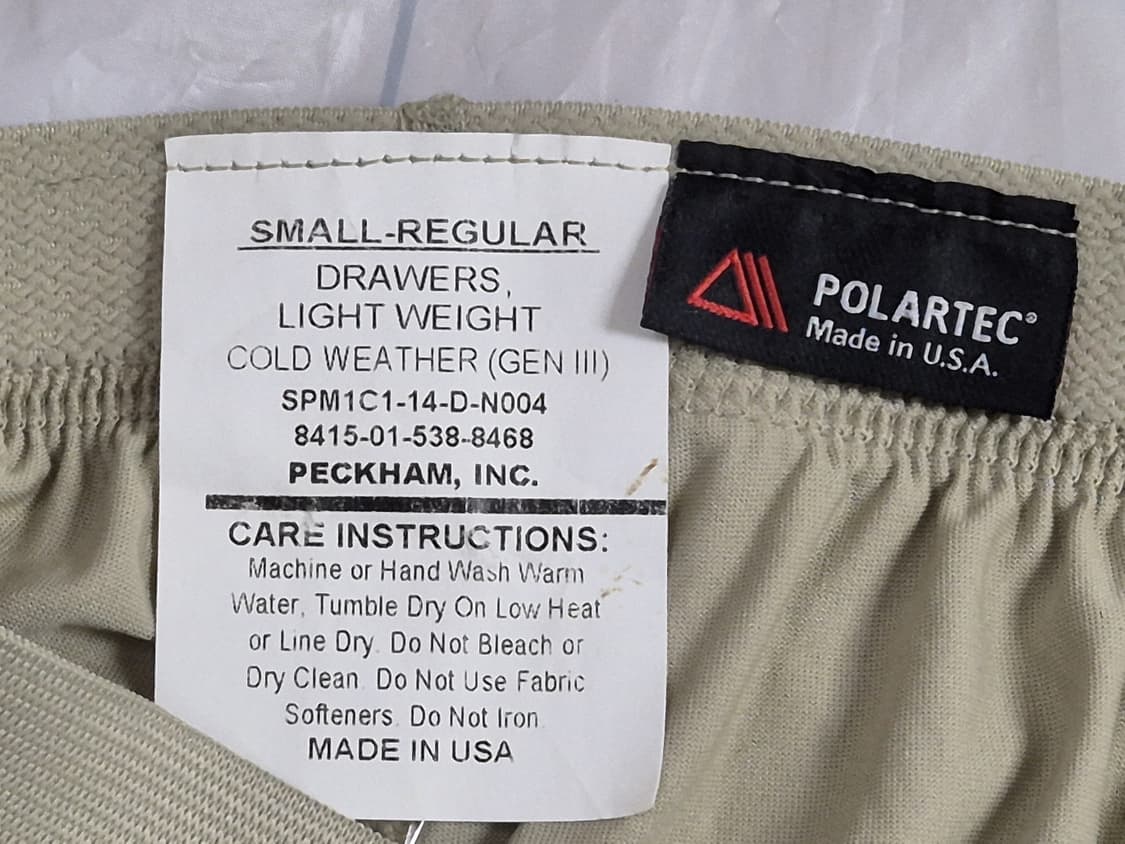 SMALL-REGULAR
DRAWERS,
LIGHT WEIGHT
COLD WEATHER (GEN III)
SPM1C1-14-D-N004
8415-01-538-8468
PECKHAM, INC.
CARE INSTRUCTIONS:
Machine or Hand Wash Warm
Water, Tumble Dry On Low Heat
or Line Dry. Do Not Bleach or
Dry Clean. Do Not Use Fabric
Softeners. Do Not Iron.
MADE IN USA
POLARTEC®
Made in U.S.A.